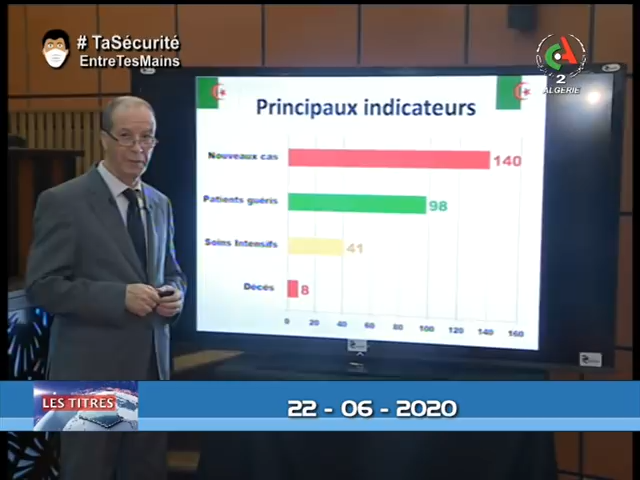 # TaSécurité
EntreTesMains
2
ALGERIE
Principaux indicateurs
Nouveaux cas 140
Patients guéris 98
Soins Intensifs 41
Décés 8
0 20 40 60 80 100 120 140 160
LES TITRES
22 - 06 - 2020